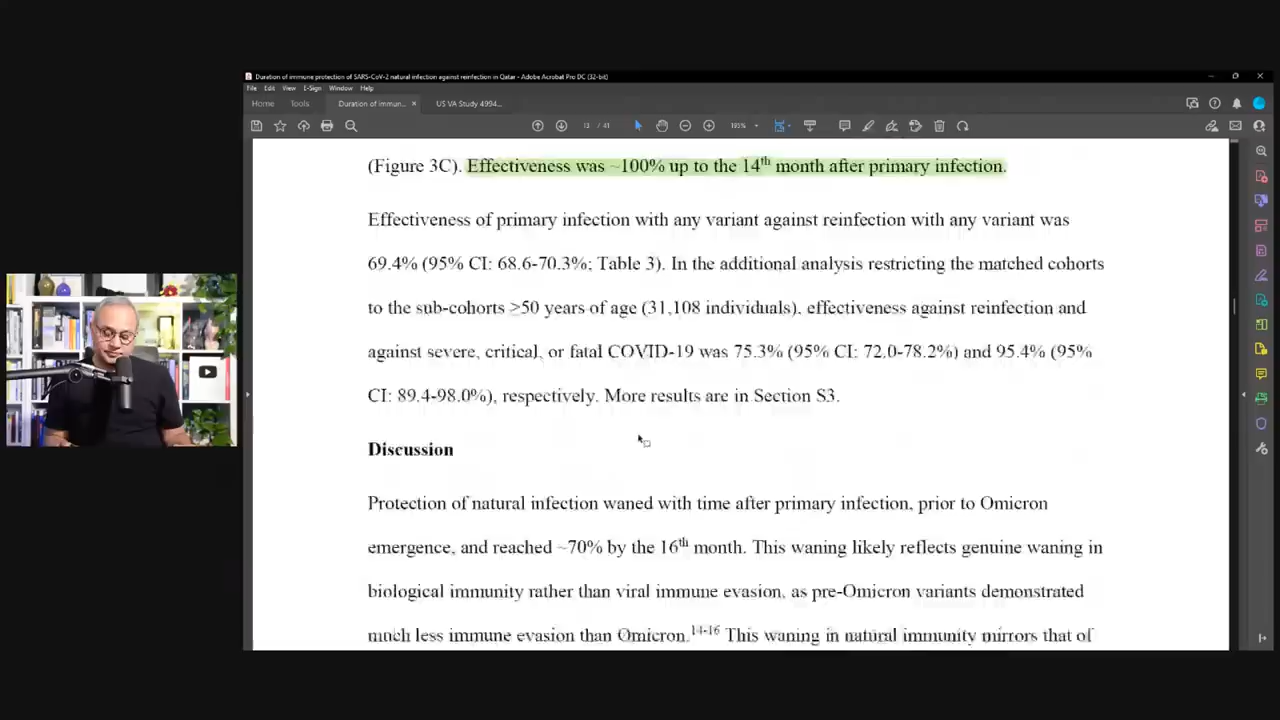 Duration of immune protection of SARS-CoV-2 natural infection against reinfection in Qatar - Adobe Acrobat Pro DC (32-bit)
File Edit View E-Sign Window Help
Home Tools Duration of immun... × US VA Study 4994...
12 / 41 195%
(Figure 3C). Effectiveness was ~100% up to the 14th month after primary infection.
Effectiveness of primary infection with any variant against reinfection with any variant was
69.4% (95% CI: 68.6-70.3%; Table 3). In the additional analysis restricting the matched cohorts
to the sub-cohorts ≥50 years of age (31,108 individuals), effectiveness against reinfection and
against severe, critical, or fatal COVID-19 was 75.3% (95% CI: 72.0-78.2%) and 95.4% (95%
CI: 89.4-98.0%), respectively. More results are in Section S3.
Discussion
Protection of natural infection waned with time after primary infection, prior to Omicron
emergence, and reached ~70% by the 16th month. This waning likely reflects genuine waning in
biological immunity rather than viral immune evasion, as pre-Omicron variants demonstrated
much less immune evasion than Omicron.14-16 This waning in natural immunity mirrors that of